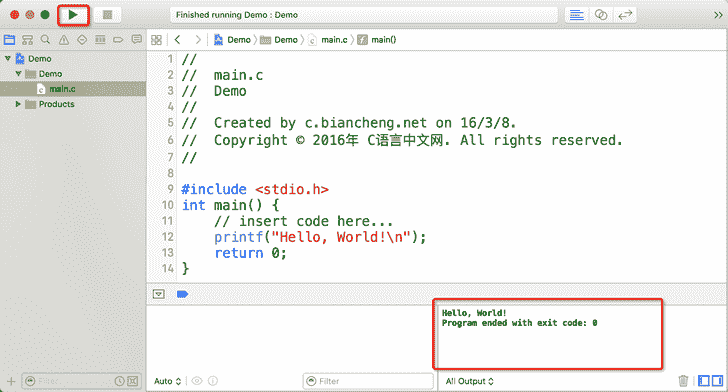 Finished running Demo : Demo
Demo
Demo
main.c
Products
Demo 〉 Demo 〉 main.c 〉 main()
1 //
2 //  main.c
3 //  Demo
4 //
5 //  Created by c.biancheng.net on 16/3/8.
6 //  Copyright © 2016年 C语言中文网. All rights reserved.
7 //
8
9 #include <stdio.h>
10 int main() {
11     // insert code here...
12     printf("Hello, World!\n");
13     return 0;
14 }
Hello, World!
Program ended with exit code: 0
Filter
Auto
Filter
All Output